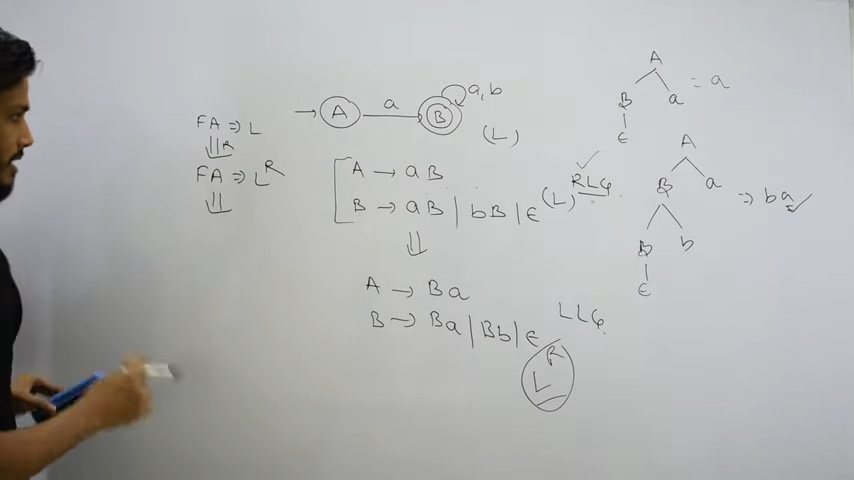 FA ⇒ L
⇓R
FA ⇒ L^R
⇓
→ A a B a, b
(L)
A → aB
B → aB | bB | ε (L) RLG ✓
⇓
A → Ba
B → Ba | Bb | ε LLG
L^R
A
B a = a
ε
A
B a ⇒ ba ✓
B b
ε